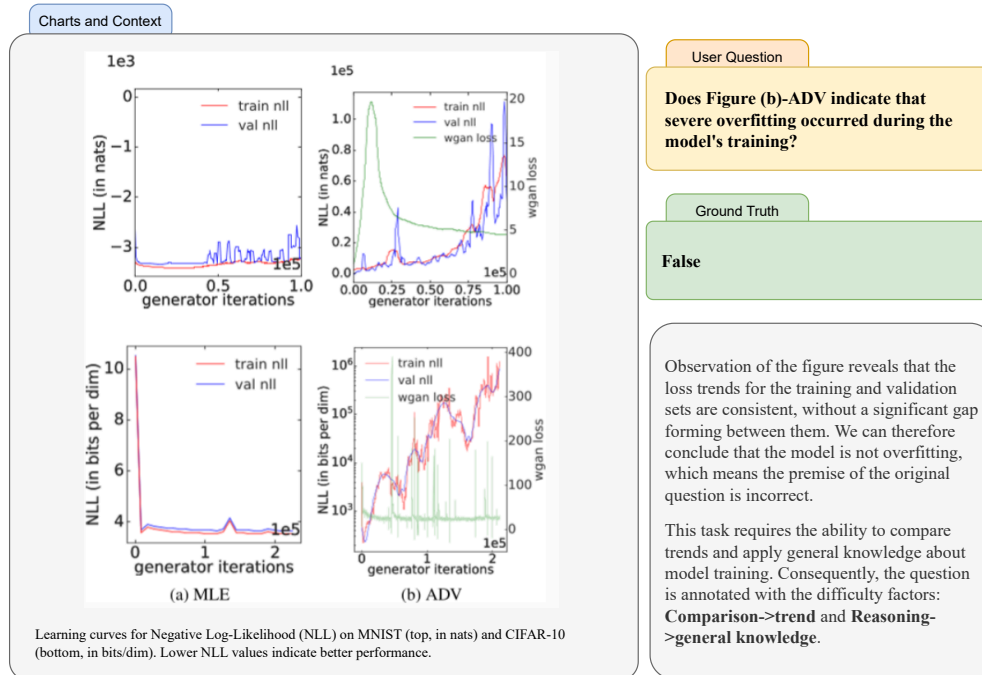 Charts and Context
1e3
0
−1
−2
−3
NLL (in nats)
train nll
val nll
1e5
0.0
0.5
1.0
generator iterations
1e5
1.0
0.8
0.6
0.4
0.2
0.0
NLL (in nats)
train nll
val nll
wgan loss
20
15
10
5
0
wgan loss
1e5
0.00 0.25 0.50 0.75 1.00
generator iterations
10
8
6
4
NLL (in bits per dim)
train nll
val nll
1e5
0
1
2
generator iterations
(a) MLE
10^6
10^5
10^4
10^3
NLL (in bits per dim)
train nll
val nll
wgan loss
400
300
200
100
0
wgan loss
0
1
2
1e5
generator iterations
(b) ADV
Learning curves for Negative Log-Likelihood (NLL) on MNIST (top, in nats) and CIFAR-10
(bottom, in bits/dim). Lower NLL values indicate better performance.
User Question
Does Figure (b)-ADV indicate that
severe overfitting occurred during the
model's training?
Ground Truth
False
Observation of the figure reveals that the
loss trends for the training and validation
sets are consistent, without a significant gap
forming between them. We can therefore
conclude that the model is not overfitting,
which means the premise of the original
question is incorrect.
This task requires the ability to compare
trends and apply general knowledge about
model training. Consequently, the question
is annotated with the difficulty factors:
Comparison->trend and Reasoning-
>general knowledge.